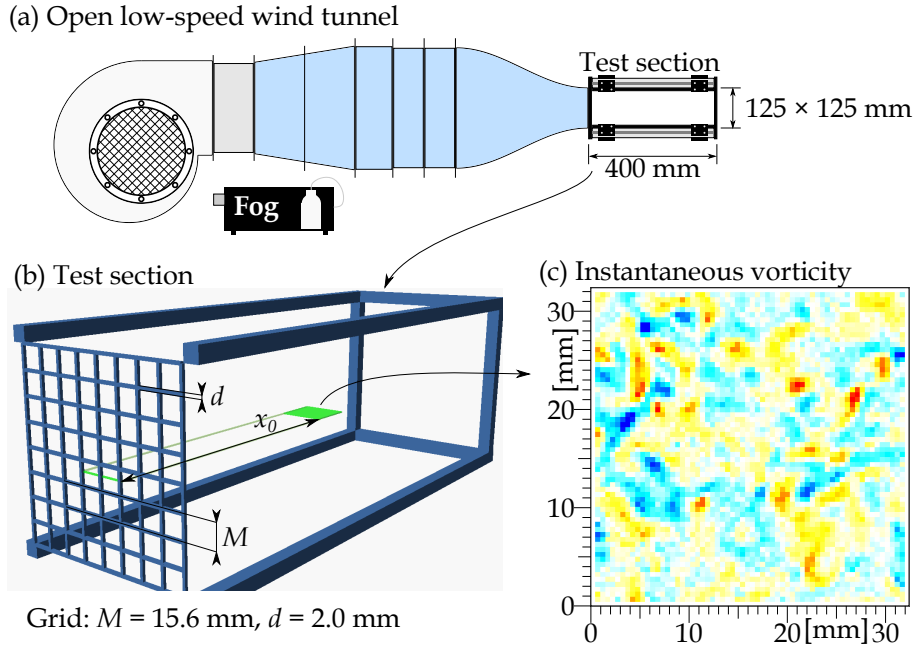 (a) Open low-speed wind tunnel
Test section
125 × 125 mm
400 mm
Fog
(b) Test section
(c) Instantaneous vorticity
d
x₀
M
Grid: M = 15.6 mm, d = 2.0 mm
30
[mm]
20
10
0
0
10
20
[mm]
30